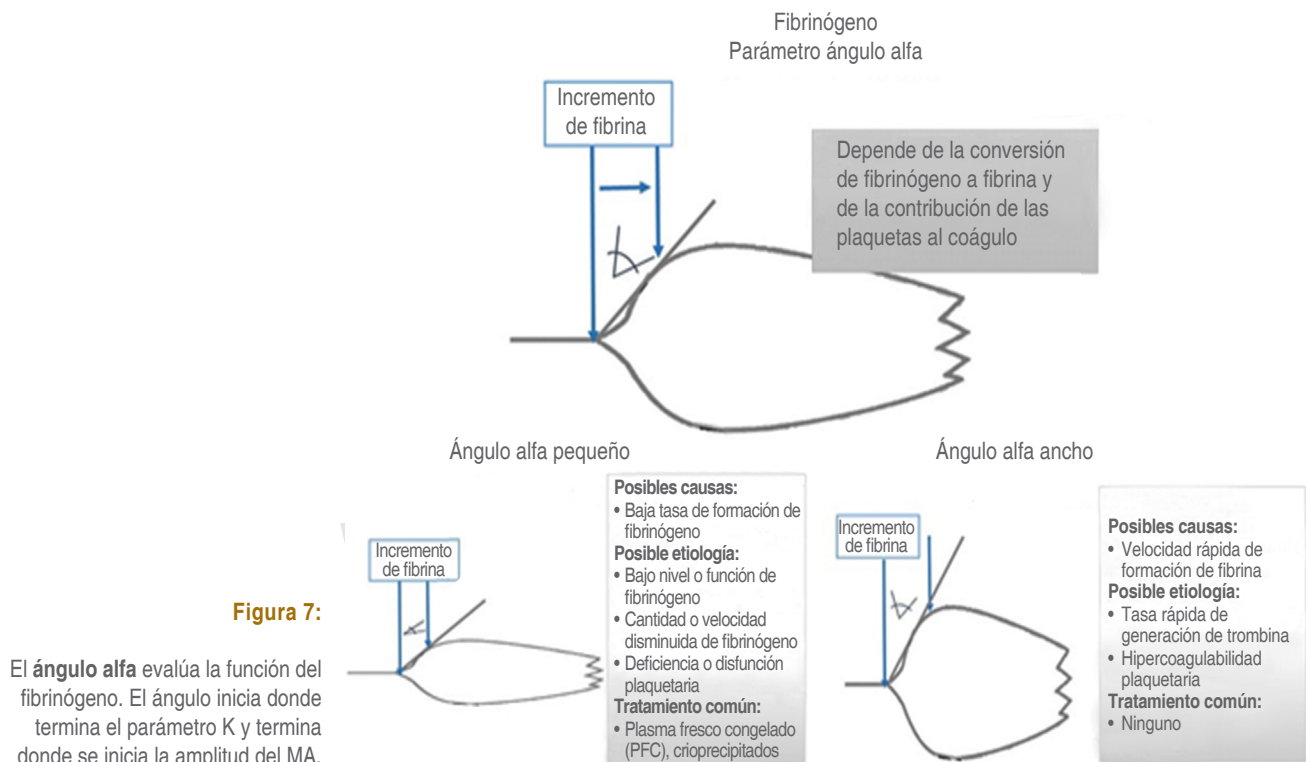 Fibrinógeno
Parámetro ángulo alfa
Incremento
de fibrina
Depende de la conversión
de fibrinógeno a fibrina y
de la contribución de las
plaquetas al coágulo
Ángulo alfa pequeño
Incremento
de fibrina
Posibles causas:
• Baja tasa de formación de
fibrinógeno
Posible etiología:
• Bajo nivel o función de
fibrinógeno
• Cantidad o velocidad
disminuida de fibrinógeno
• Deficiencia o disfunción
plaquetaria
Tratamiento común:
• Plasma fresco congelado
(PFC), crioprecipitados
Ángulo alfa ancho
Incremento
de fibrina
Posibles causas:
• Velocidad rápida de
formación de fibrina
Posible etiología:
• Tasa rápida de
generación de trombina
• Hipercoagulabilidad
plaquetaria
Tratamiento común:
• Ninguno
Figura 7:
El ángulo alfa evalúa la función del
fibrinógeno. El ángulo inicia donde
termina el parámetro K y termina
donde se inicia la amplitud del MA.